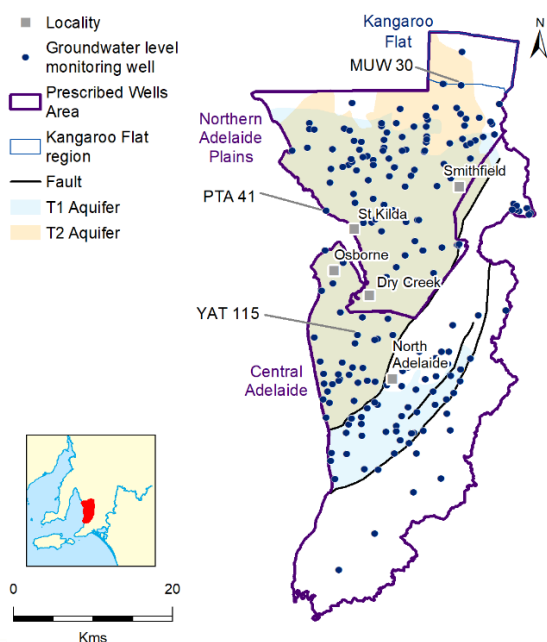 Locality
Groundwater level
monitoring well
Prescribed Wells
Area
Kangaroo Flat
region
Fault
T1 Aquifer
T2 Aquifer
Kangaroo
Flat
N
MUW 30
Northern
Adelaide
Plains
Smithfield
PTA 41
St Kilda
Osborne
Dry Creek
YAT 115
North
Adelaide
Central
Adelaide
0
20
Kms